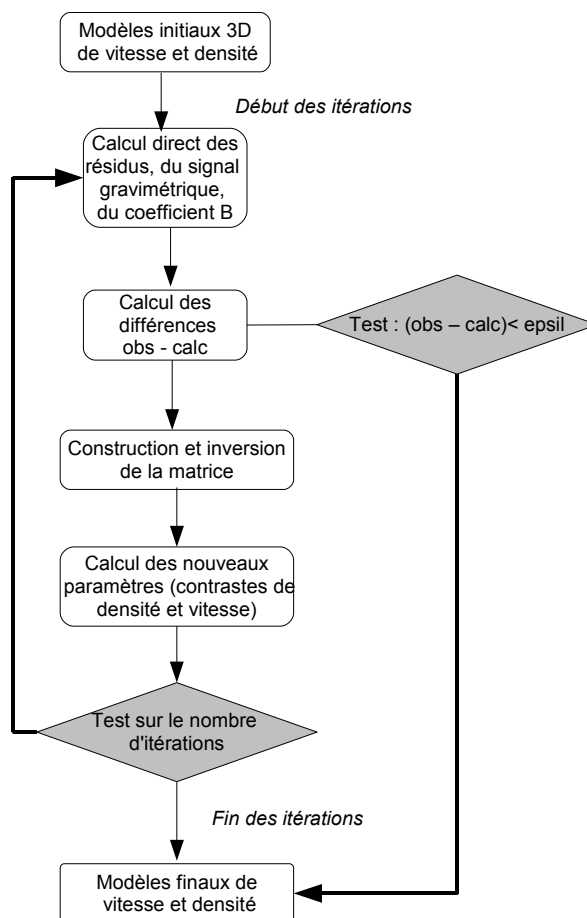 Modèles initiaux 3D
de vitesse et densité
Début des itérations
Calcul direct des
résidus, du signal
gravimétrique,
du coefficient B
Calcul des
différences
obs - calc
Test : (obs – calc)< epsil
Construction et inversion
de la matrice
Calcul des nouveaux
paramètres (contrastes de
densité et vitesse)
Test sur le nombre
d'itérations
Fin des itérations
Modèles finaux de
vitesse et densité